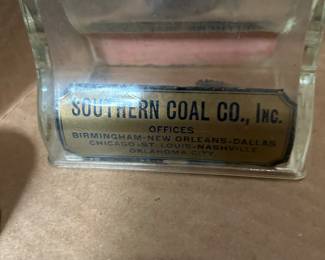 SOUTHERN COAL CO., INC.
OFFICES
BIRMINGHAM-NEW ORLEANS-DALLAS
CHICAGO-ST. LOUIS-NASHVILLE
OKLAHOMA CITY